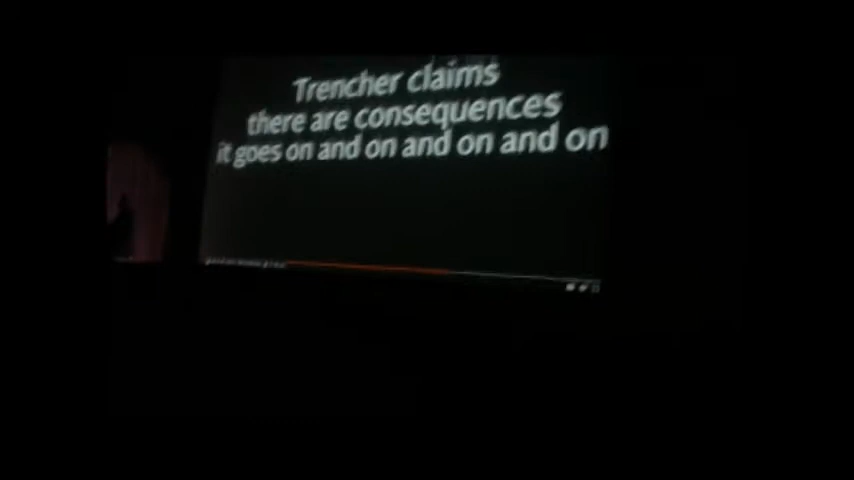 Trencher claims
there are consequences
it goes on and on and on and on